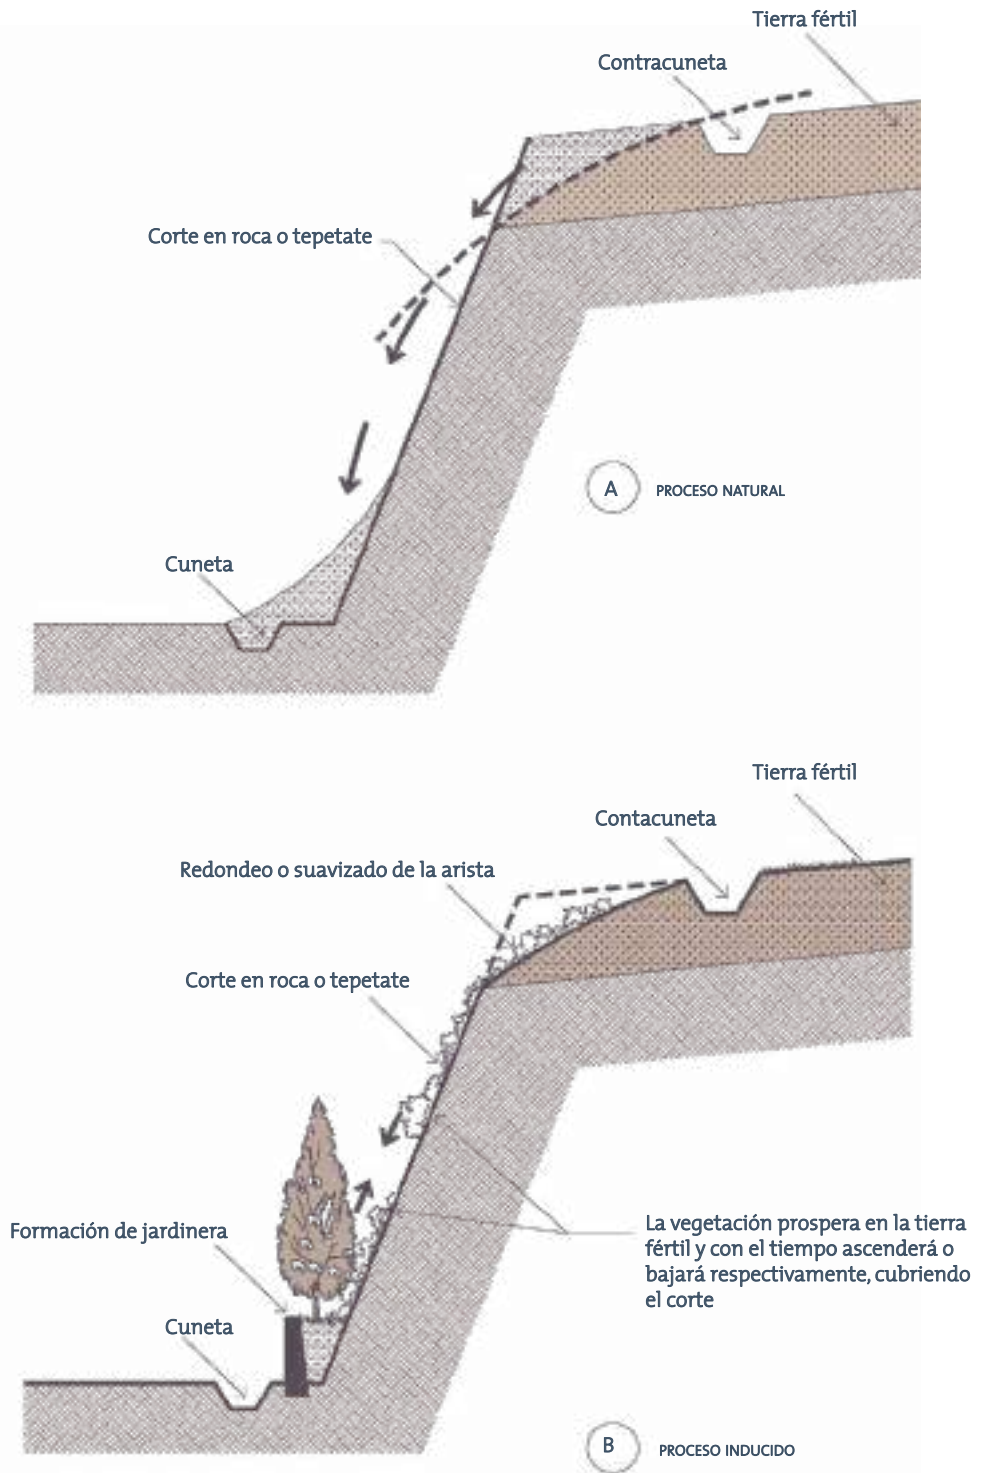 Tierra fértil
Contracuneta
Corte en roca o tepetate
A PROCESO NATURAL
Cuneta
Tierra fértil
Contacuneta
Redondeo o suavizado de la arista
Corte en roca o tepetate
Formación de jardinera
La vegetación prospera en la tierra
fértil y con el tiempo ascenderá o
bajará respectivamente, cubriendo
el corte
Cuneta
B PROCESO INDUCIDO